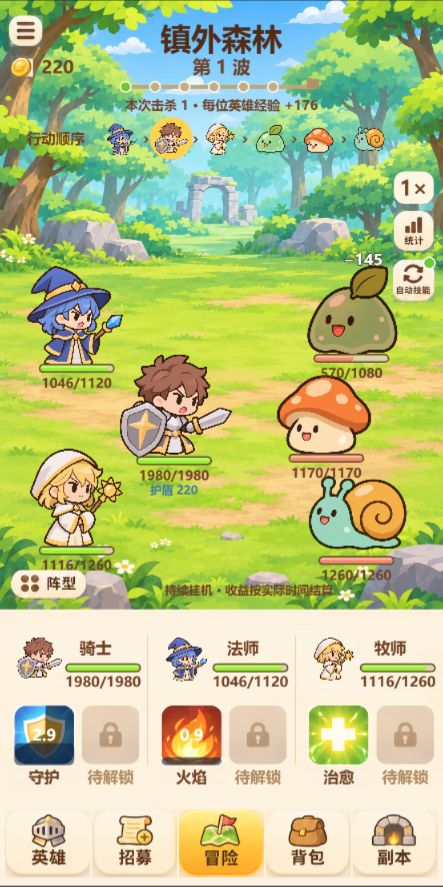 镇外森林
220
第 1 波
本次击杀 1 · 每位英雄经验 +176
行动顺序
1×
统计
自动技能
-145
1046/1120
570/1080
1980/1980
护盾 220
1170/1170
1116/1260
1260/1260
阵型
持续挂机 · 收益按实际时间结算
骑士
1980/1980
法师
1046/1120
牧师
1116/1260
2.9
0.9
守护
待解锁
火焰
待解锁
治愈
待解锁
英雄
招募
冒险
背包
副本